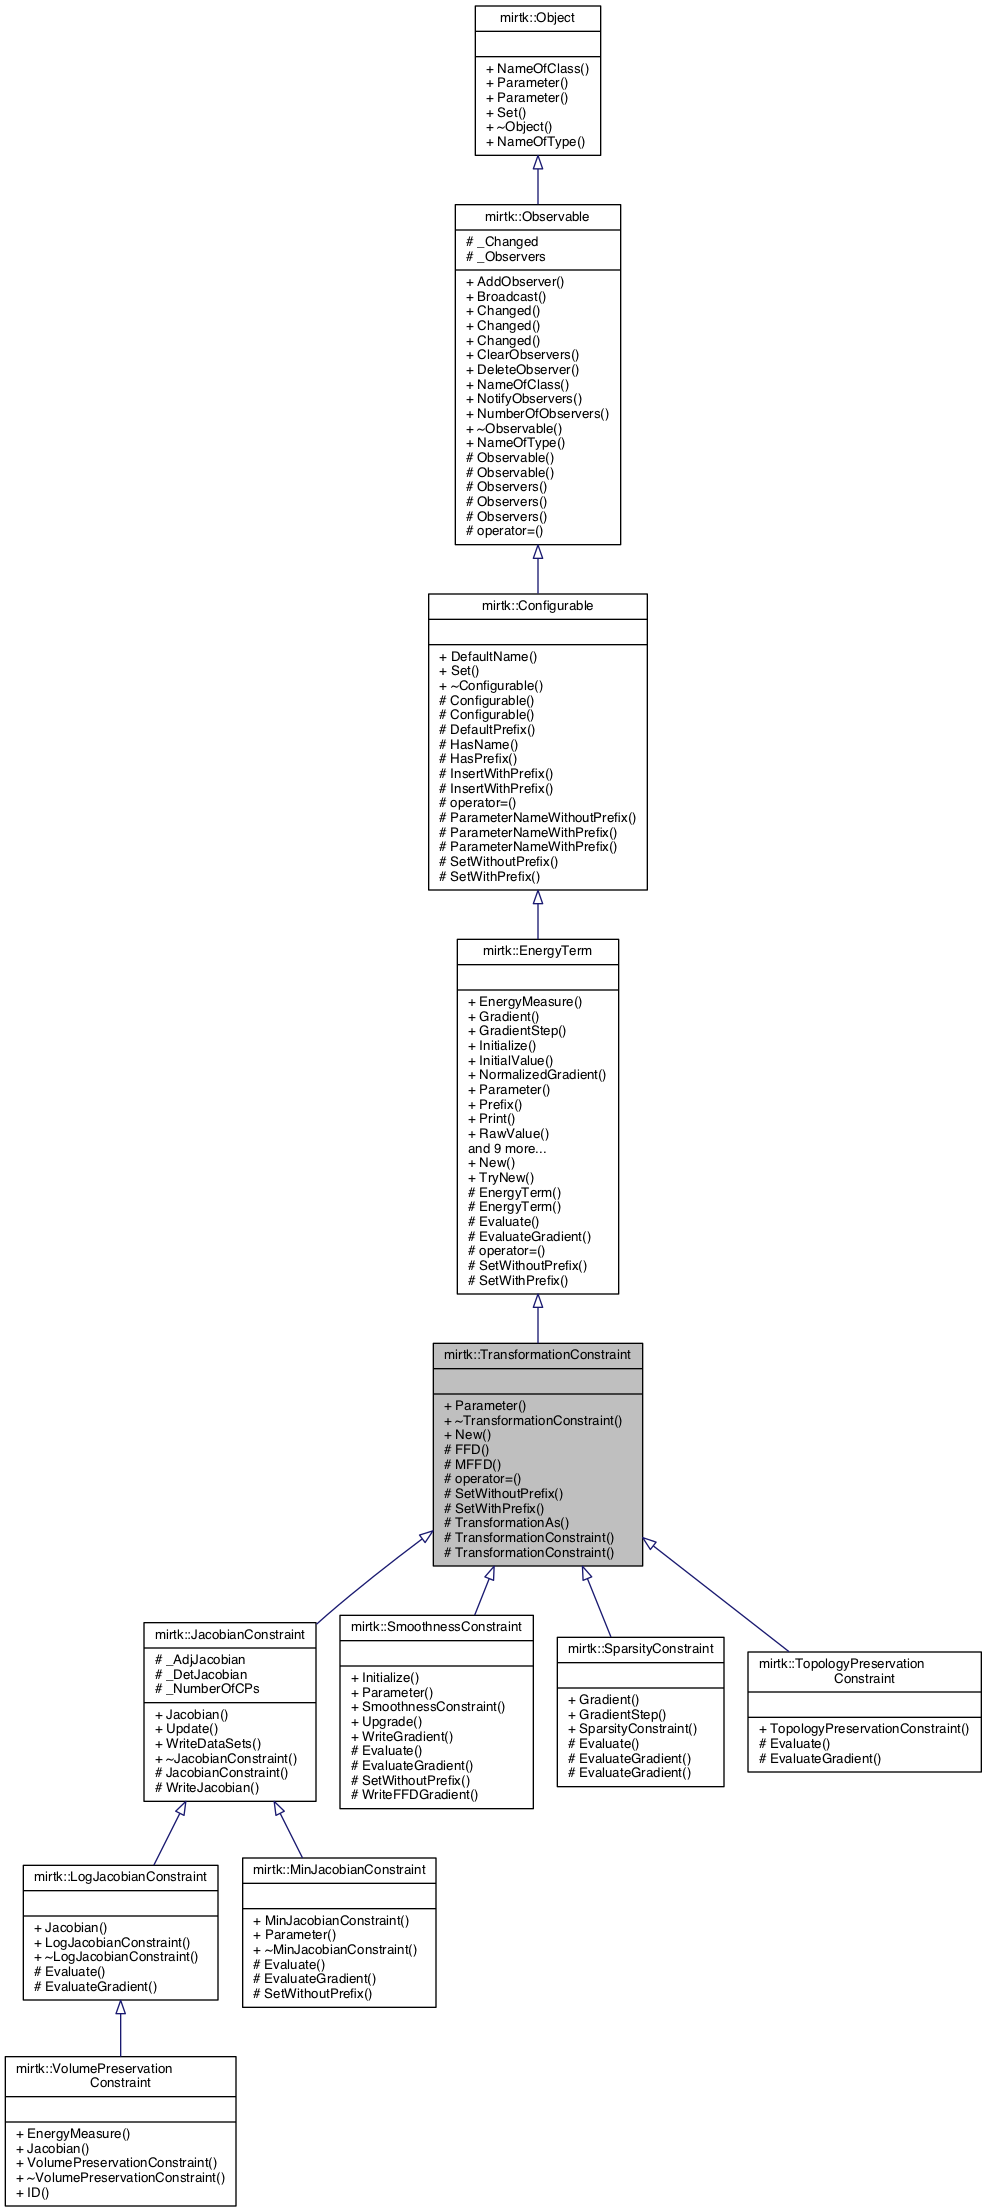 mirtk::Object
+ NameOfClass()
+ Parameter()
+ Parameter()
+ Set()
+ ~Object()
+ NameOfType()
mirtk::Observable
# _Changed
# _Observers
+ AddObserver()
+ Broadcast()
+ Changed()
+ Changed()
+ Changed()
+ ClearObservers()
+ DeleteObserver()
+ NameOfClass()
+ NotifyObservers()
+ NumberOfObservers()
+ ~Observable()
+ NameOfType()
# Observable()
# Observable()
# Observers()
# Observers()
# Observers()
# operator=()
mirtk::Configurable
+ DefaultName()
+ Set()
+ ~Configurable()
# Configurable()
# Configurable()
# DefaultPrefix()
# HasName()
# HasPrefix()
# InsertWithPrefix()
# InsertWithPrefix()
# operator=()
# ParameterNameWithoutPrefix()
# ParameterNameWithPrefix()
# ParameterNameWithPrefix()
# SetWithoutPrefix()
# SetWithPrefix()
mirtk::EnergyTerm
+ EnergyMeasure()
+ Gradient()
+ GradientStep()
+ Initialize()
+ InitialValue()
+ NormalizedGradient()
+ Parameter()
+ Prefix()
+ Print()
+ RawValue()
and 9 more...
+ New()
+ TryNew()
# EnergyTerm()
# EnergyTerm()
# Evaluate()
# EvaluateGradient()
# operator=()
# SetWithoutPrefix()
# SetWithPrefix()
mirtk::TransformationConstraint
+ Parameter()
+ ~TransformationConstraint()
+ New()
# FFD()
# MFFD()
# operator=()
# SetWithoutPrefix()
# SetWithPrefix()
# TransformationAs()
# TransformationConstraint()
# TransformationConstraint()
mirtk::JacobianConstraint
# _AdjJacobian
# _DetJacobian
# _NumberOfCPs
+ Jacobian()
+ Update()
+ WriteDataSets()
+ ~JacobianConstraint()
# JacobianConstraint()
# WriteJacobian()
mirtk::SmoothnessConstraint
+ Initialize()
+ Parameter()
+ SmoothnessConstraint()
+ Upgrade()
+ WriteGradient()
# Evaluate()
# EvaluateGradient()
# SetWithoutPrefix()
# WriteFFDGradient()
mirtk::SparsityConstraint
+ Gradient()
+ GradientStep()
+ SparsityConstraint()
# Evaluate()
# EvaluateGradient()
# EvaluateGradient()
mirtk::TopologyPreservation
Constraint
+ TopologyPreservationConstraint()
# Evaluate()
# EvaluateGradient()
mirtk::LogJacobianConstraint
+ Jacobian()
+ LogJacobianConstraint()
+ ~LogJacobianConstraint()
# Evaluate()
# EvaluateGradient()
mirtk::MinJacobianConstraint
+ MinJacobianConstraint()
+ Parameter()
+ ~MinJacobianConstraint()
# Evaluate()
# EvaluateGradient()
# SetWithoutPrefix()
mirtk::VolumePreservation
Constraint
+ EnergyMeasure()
+ Jacobian()
+ VolumePreservationConstraint()
+ ~VolumePreservationConstraint()
+ ID()